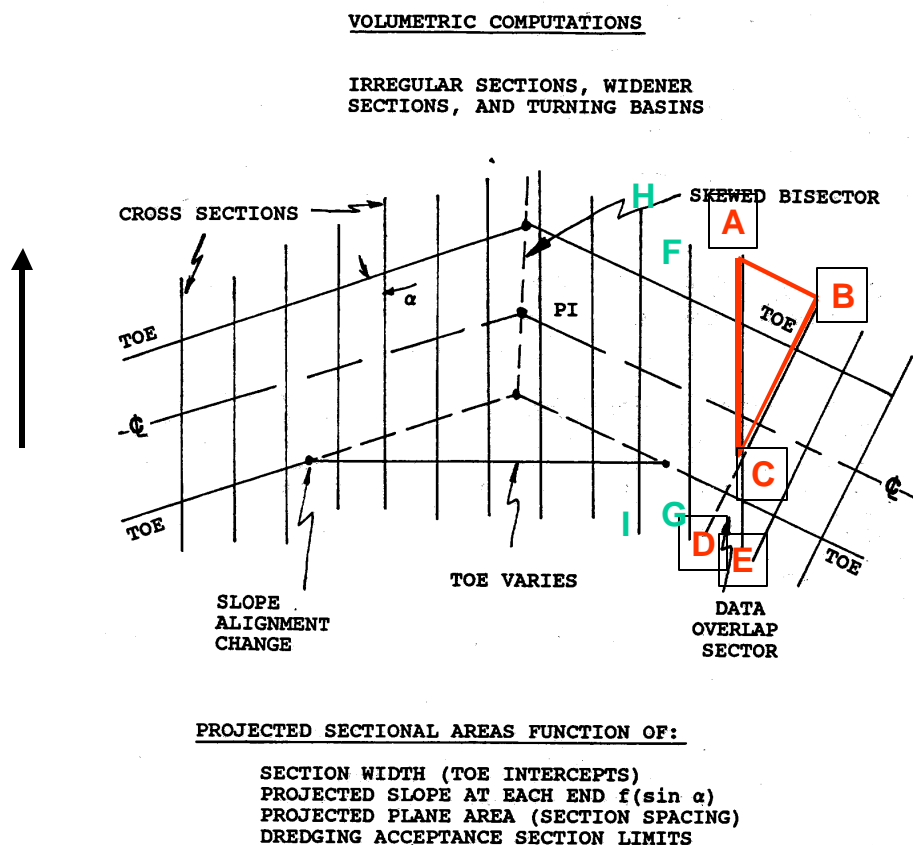 VOLUMETRIC COMPUTATIONS
IRREGULAR SECTIONS, WIDENER
SECTIONS, AND TURNING BASINS
CROSS SECTIONS
H
SKEWED BISECTOR
A
F
α
B
TOE
PI
TOE
℄
C
℄
TOE
I
G
D
E
TOE
TOE VARIES
SLOPE
ALIGNMENT
CHANGE
DATA
OVERLAP
SECTOR
PROJECTED SECTIONAL AREAS FUNCTION OF:
SECTION WIDTH (TOE INTERCEPTS)
PROJECTED SLOPE AT EACH END f(sin α)
PROJECTED PLANE AREA (SECTION SPACING)
DREDGING ACCEPTANCE SECTION LIMITS